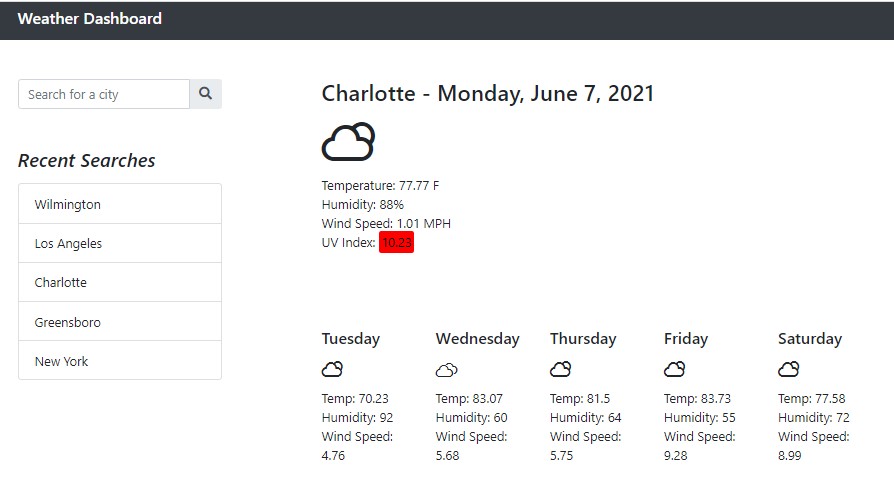 Weather Dashboard
Search for a city
Recent Searches
Wilmington
Los Angeles
Charlotte
Greensboro
New York
Charlotte - Monday, June 7, 2021
Temperature: 77.77 F
Humidity: 88%
Wind Speed: 1.01 MPH
UV Index: 10.23
Tuesday
Temp: 70.23
Humidity: 92
Wind Speed:
4.76
Wednesday
Temp: 83.07
Humidity: 60
Wind Speed:
5.68
Thursday
Temp: 81.5
Humidity: 64
Wind Speed:
5.75
Friday
Temp: 83.73
Humidity: 55
Wind Speed:
9.28
Saturday
Temp: 77.58
Humidity: 72
Wind Speed:
8.99